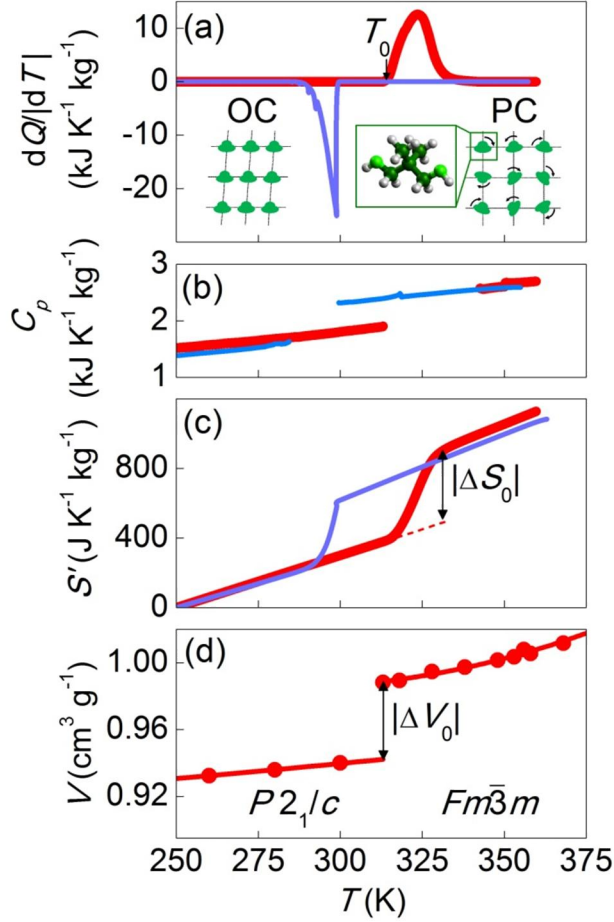 (a)
T₀
dQ/|dT|
(kJ K⁻¹ kg⁻¹)
10
0
-10
-20
OC
PC
(b)
Cₚ
(kJ K⁻¹ kg⁻¹)
3
2
1
(c)
S′ (J K⁻¹ kg⁻¹)
800
400
0
|ΔS₀|
(d)
V (cm³ g⁻¹)
1.00
0.96
0.92
|ΔV₀|
P2₁/c
Fm3̅m
250 275 300 325 350 375
T (K)